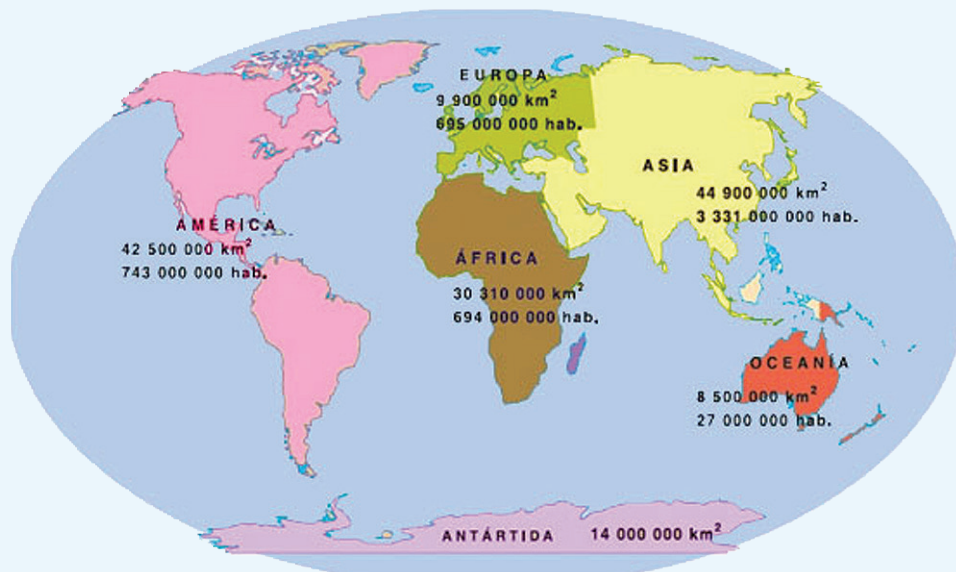 EUROPA
9 900 000 km²
695 000 000 hab.
ASIA
44 900 000 km²
3 331 000 000 hab.
AMÉRICA
42 500 000 km²
743 000 000 hab.
ÁFRICA
30 310 000 km²
694 000 000 hab.
OCEANÍA
8 500 000 km²
27 000 000 hab.
ANTÁRTIDA 14 000 000 km²